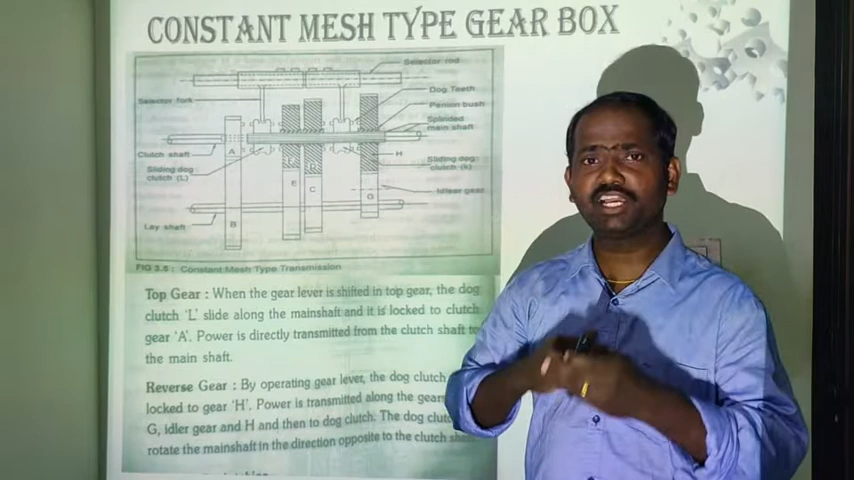 CONSTANT MESH TYPE GEAR BOX
Selector rod
Selector fork
Dog Teeth
Penion bush
Splinded
main shaft
A
Clutch shaft
H
Sliding dog
clutch (L)
Sliding dog
clutch (k)
D
E
C
G
Idlear gear
Lay shaft
B
FIG 3.6 : Constant Mesh Type Transmission
Top Gear : When the gear lever is shifted in top gear, the dog
clutch 'L' slide along the mainshaft and it is locked to clutch
gear 'A'. Power is directly transmitted from the clutch shaft to
the main shaft.
Reverse Gear : By operating gear lever, the dog clutch
locked to gear 'H'. Power is transmitted along the gears
G, idler gear and H and then to dog clutch. The dog clutch
rotate the mainshaft in the direction opposite to the clutch shaft